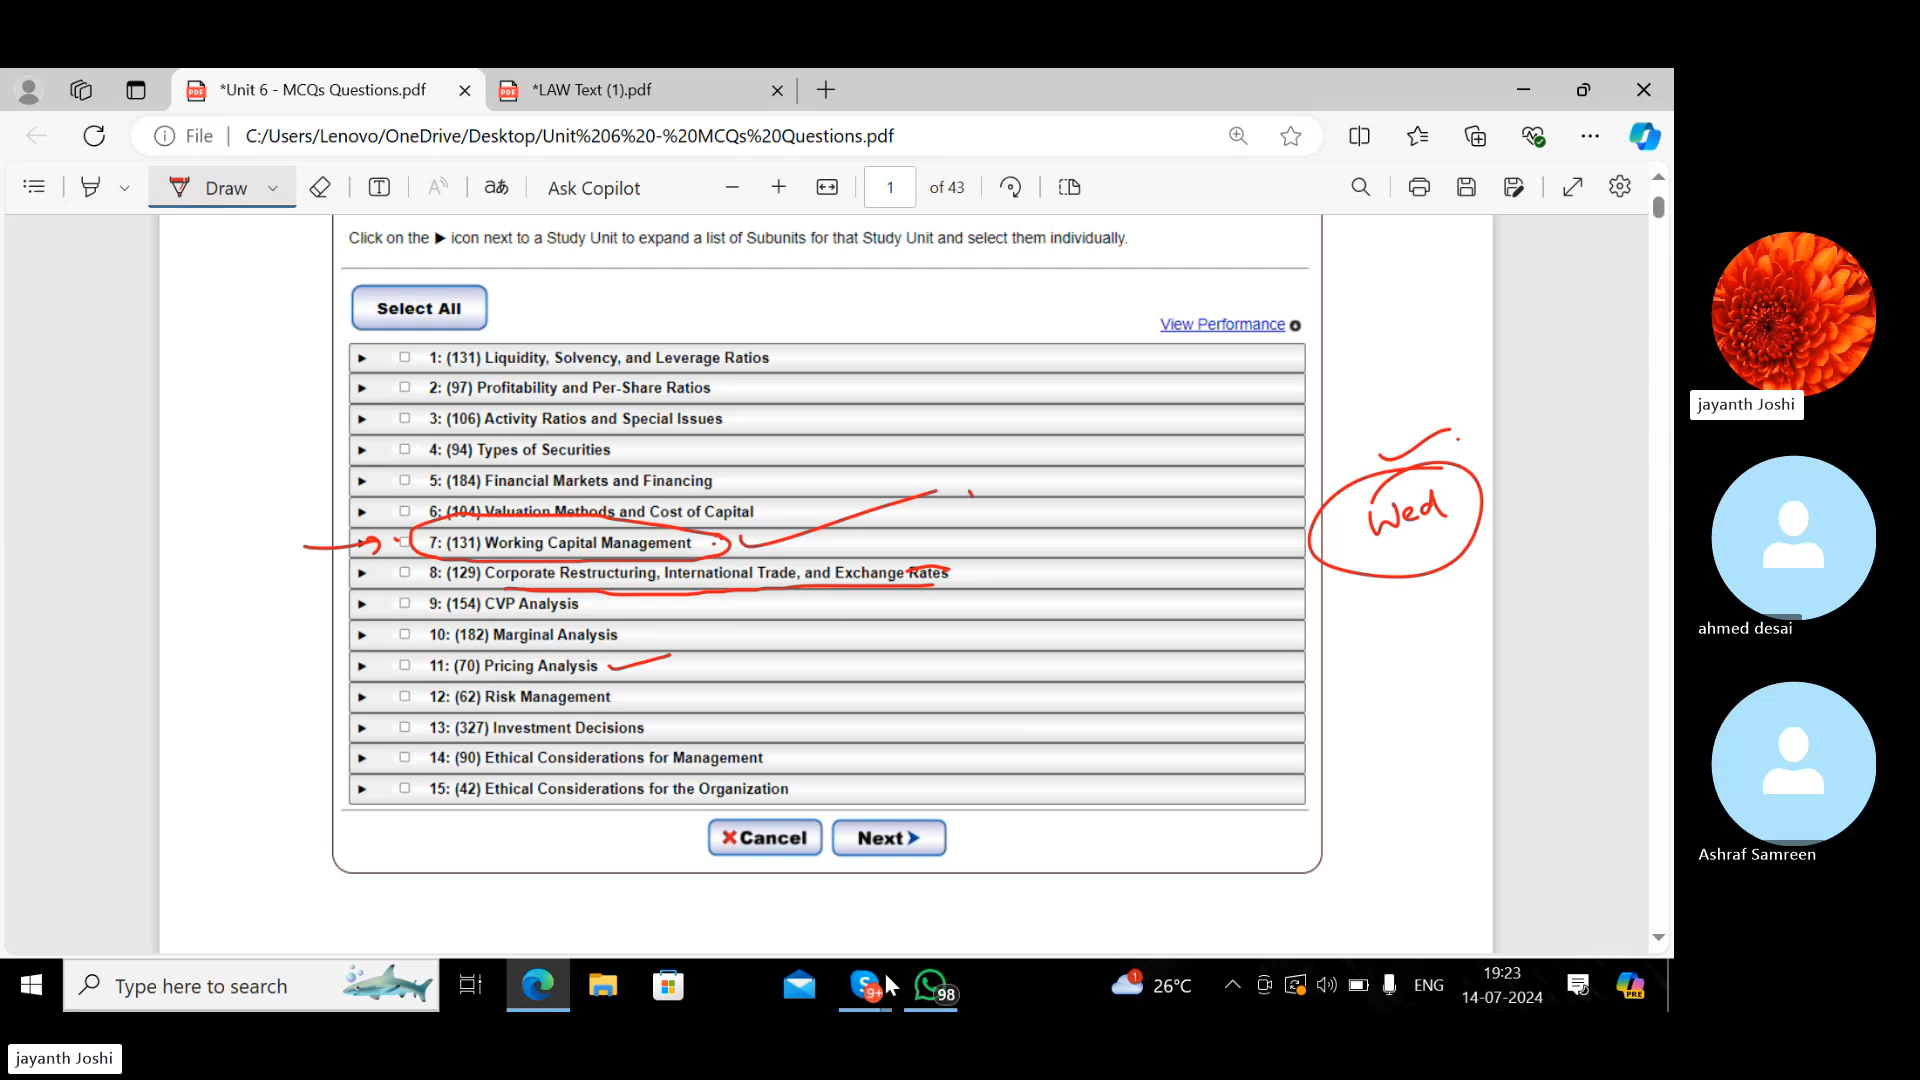 *Unit 6 - MCQs Questions.pdf
*LAW Text (1).pdf
File
C:/Users/Lenovo/OneDrive/Desktop/Unit%206%20-%20MCQs%20Questions.pdf
Draw
Ask Copilot
1 of 43
Click on the ▶ icon next to a Study Unit to expand a list of Subunits for that Study Unit and select them individually.
Select All
View Performance
1: (131) Liquidity, Solvency, and Leverage Ratios
2: (97) Profitability and Per-Share Ratios
3: (106) Activity Ratios and Special Issues
4: (94) Types of Securities
5: (184) Financial Markets and Financing
6: (104) Valuation Methods and Cost of Capital
7: (131) Working Capital Management
8: (129) Corporate Restructuring, International Trade, and Exchange Rates
9: (154) CVP Analysis
10: (182) Marginal Analysis
11: (70) Pricing Analysis
12: (62) Risk Management
13: (327) Investment Decisions
14: (90) Ethical Considerations for Management
15: (42) Ethical Considerations for the Organization
Wed
Cancel
Next
jayanth Joshi
ahmed desai
Ashraf Samreen
Type here to search
9+
98
1
26°C
ENG
19:23
14-07-2024
PRE
jayanth Joshi